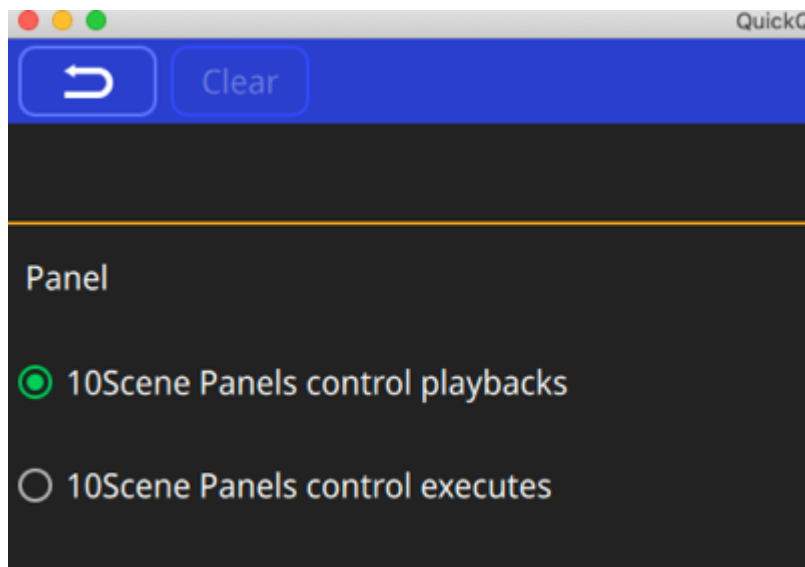 QuickQ
Clear
Panel
10Scene Panels control playbacks
10Scene Panels control executes